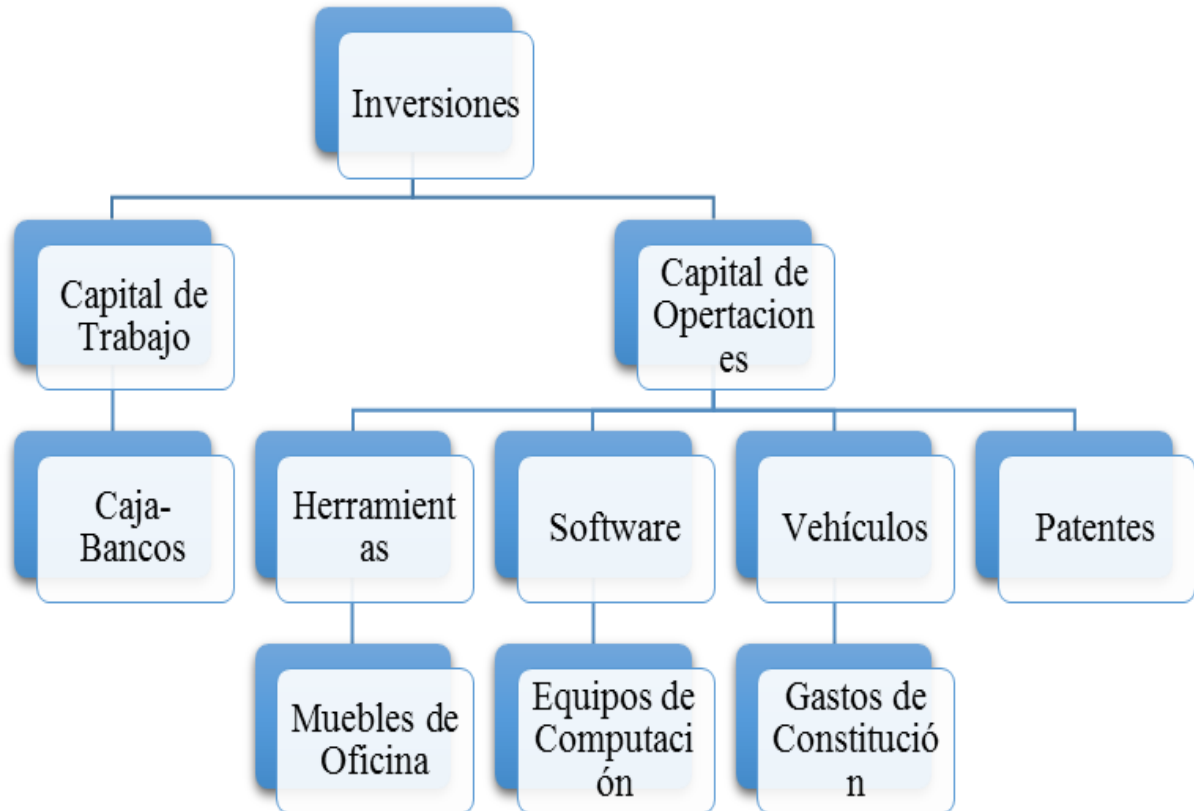 Inversiones
Capital de
Trabajo
Capital de
Opertacion
es
Caja-
Bancos
Herramient
as
Software
Vehículos
Patentes
Muebles de
Oficina
Equipos de
Computaci
ón
Gastos de
Constitució
n